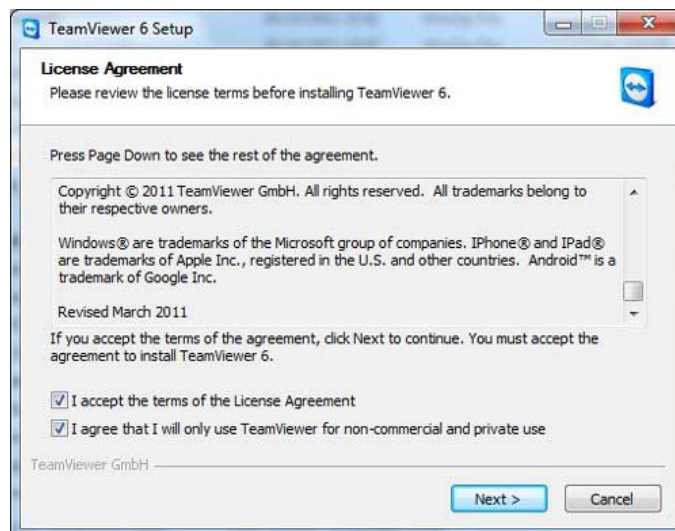 TeamViewer 6 Setup
License Agreement
Please review the license terms before installing TeamViewer 6.
Press Page Down to see the rest of the agreement.
Copyright © 2011 TeamViewer GmbH. All rights reserved. All trademarks belong to
their respective owners.
Windows® are trademarks of the Microsoft group of companies. IPhone® and IPad®
are trademarks of Apple Inc., registered in the U.S. and other countries. Android™ is a
trademark of Google Inc.
Revised March 2011
If you accept the terms of the agreement, click Next to continue. You must accept the
agreement to install TeamViewer 6.
I accept the terms of the License Agreement
I agree that I will only use TeamViewer for non-commercial and private use
TeamViewer GmbH
Next >
Cancel